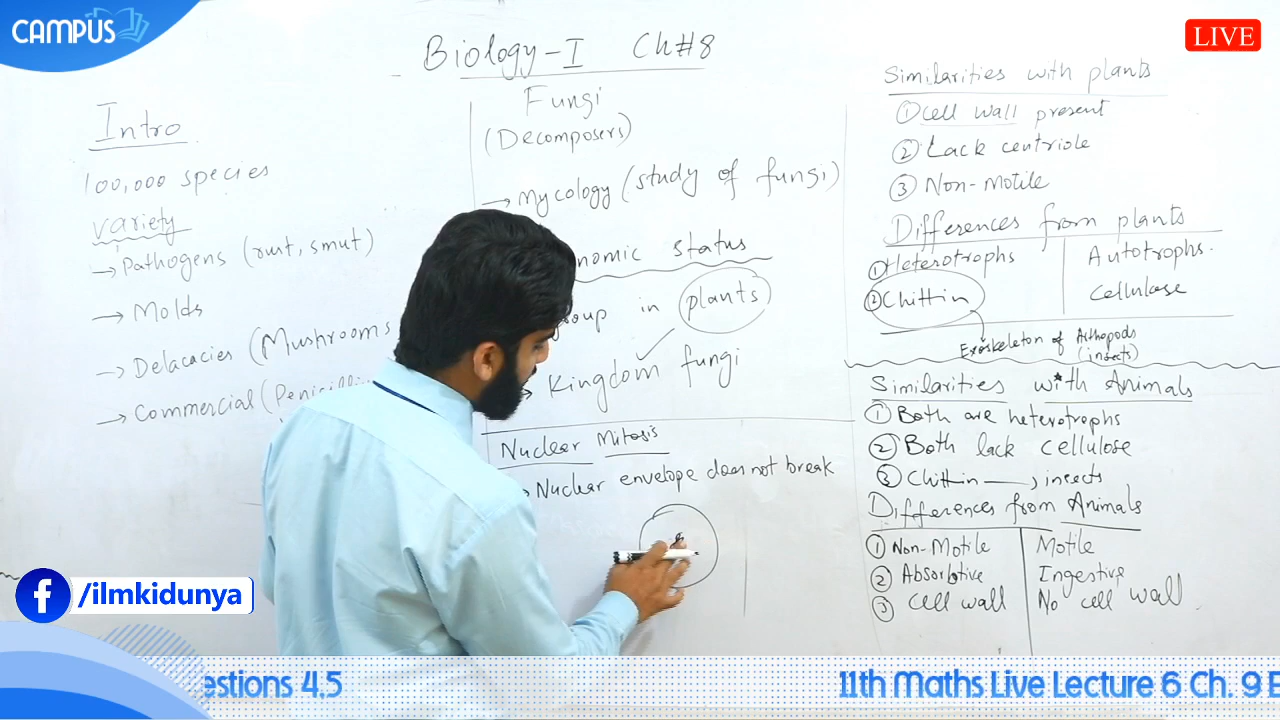 CAMPUS
LIVE
Biology-I Ch#8
Intro
100,000 species
variety
→ Pathogens (rust, smut)
→ Molds
→ Delacacies (Mushrooms
→ Commercial (Penicilli
Fungi
(Decomposers)
→ Mycology (study of fungi)
nomic status
oup in plants
Kingdom fungi
Nuclear Mitosis
→ Nuclear envelope does not break
Similarities with plants
① Cell wall present
② Lack centriole
③ Non-Motile
Differences from plants
① Heterotrophs Autotrophs.
② Chittin Cellulose
Exoskeleton of Arthopods
(insects)
Similarities with Animals
① Both are heterotrophs
② Both lack cellulose
③ Chittin → insects
Differences from Animals
① Non-Motile Motile
② Absorbtive Ingestive
③ Cell wall No cell wall
f /ilmkidunya
estions 4,5 11th Maths Live Lecture 6 Ch. 9 E